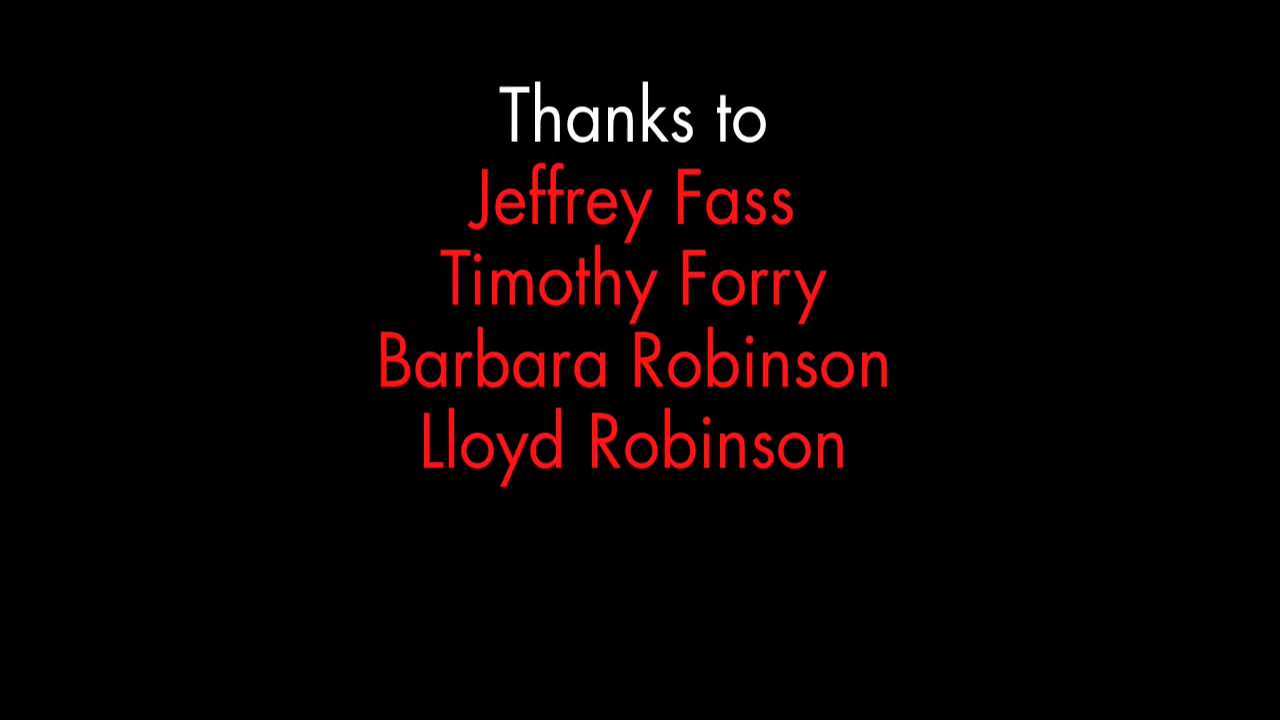 Thanks to
Jeffrey Fass
Timothy Forry
Barbara Robinson
Lloyd Robinson